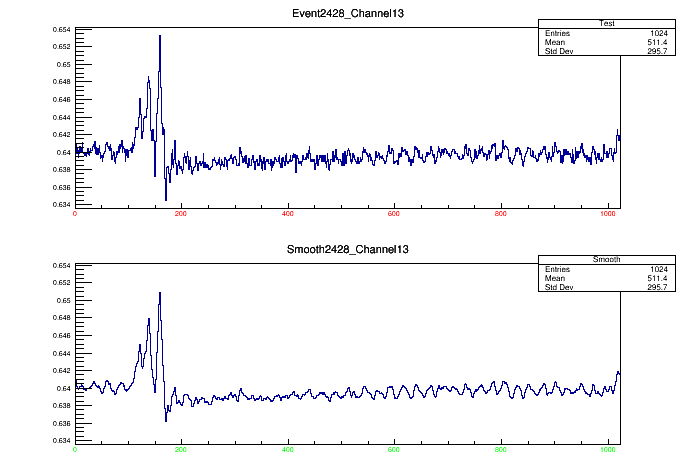 Event2428_Channel13
Test
Entries 1024
Mean 511.4
Std Dev 295.7
0.654
0.652
0.65
0.648
0.646
0.644
0.642
0.64
0.638
0.636
0.634
0 200 400 600 800 1000
Smooth2428_Channel13
Smooth
Entries 1024
Mean 511.4
Std Dev 295.7
0.654
0.652
0.65
0.648
0.646
0.644
0.642
0.64
0.638
0.636
0.634
0 200 400 600 800 1000